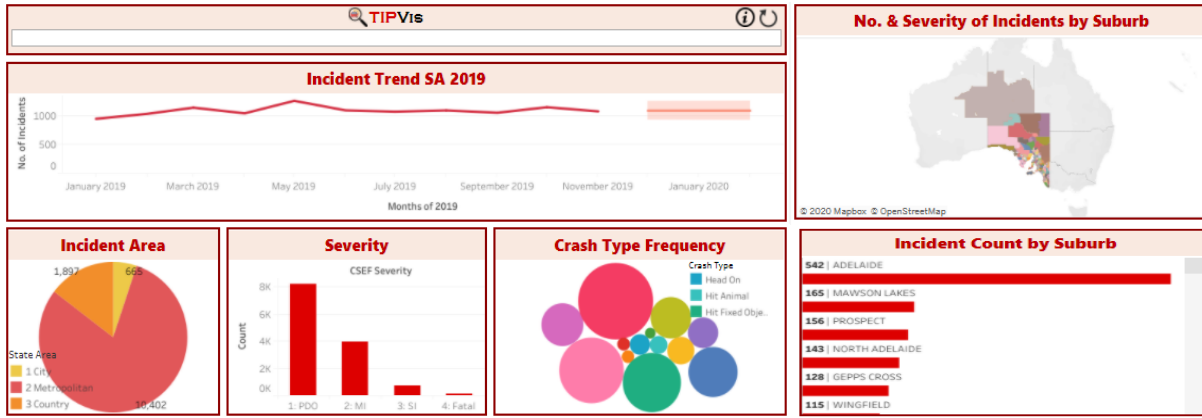 TIPVis
No. & Severity of Incidents by Suburb
© 2020 Mapbox © OpenStreetMap
Incident Trend SA 2019
No. of Incidents
1000
500
0
January 2019
March 2019
May 2019
July 2019
September 2019
November 2019
January 2020
Months of 2019
Incident Area
1,897
665
10,402
State Area
1 City
2 Metropolitan
3 Country
Severity
CSEF Severity
Count
8K
6K
4K
2K
0K
1: PDO
2: MI
3: SI
4: Fatal
Crash Type Frequency
Crash Type
Head On
Hit Animal
Hit Fixed Obje..
Incident Count by Suburb
542 | ADELAIDE
165 | MAWSON LAKES
156 | PROSPECT
143 | NORTH ADELAIDE
128 | GEPPS CROSS
115 | WINGFIELD